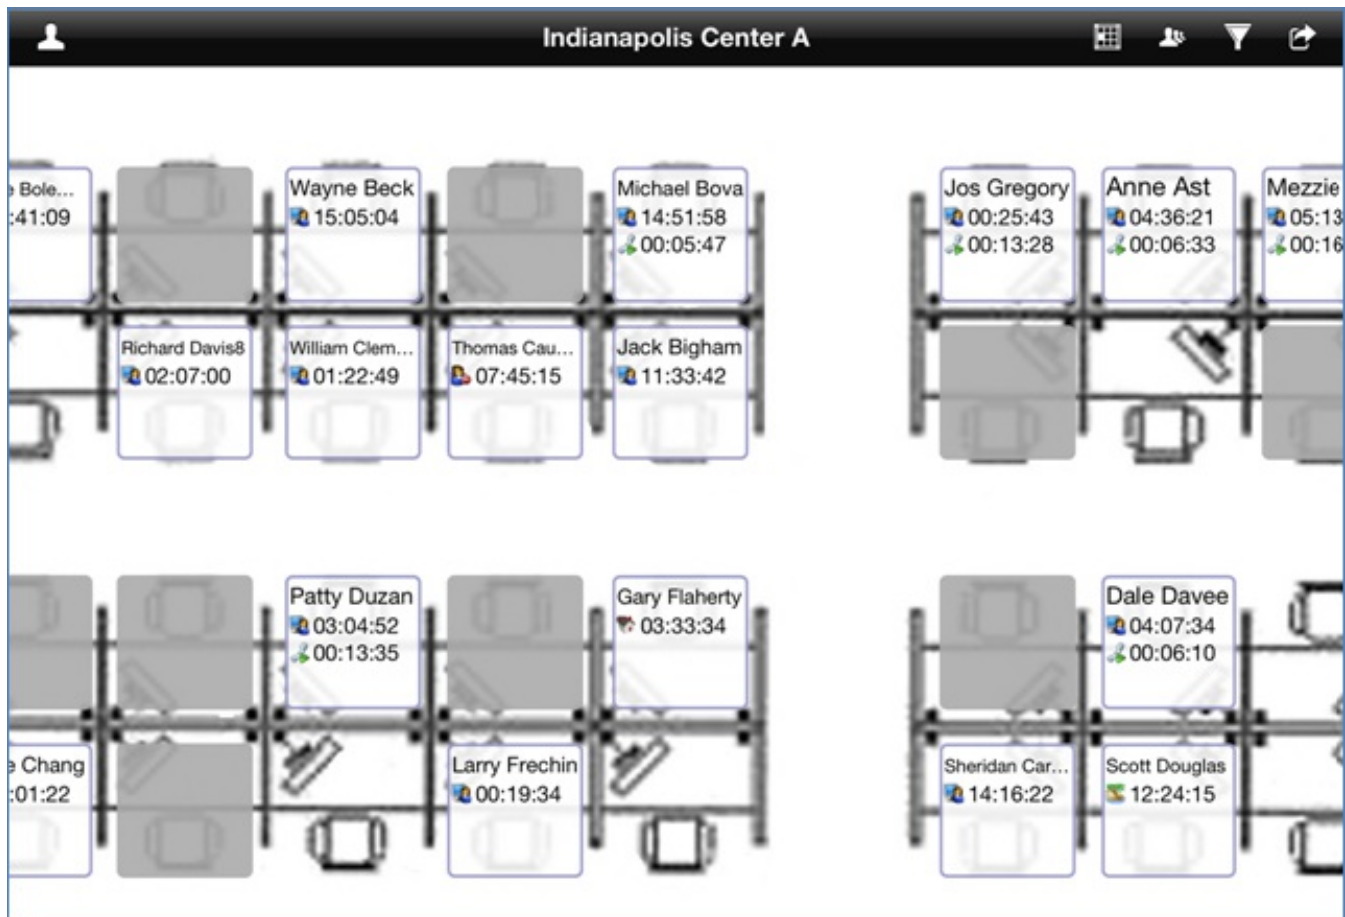 Indianapolis Center A
e Bole...
:41:09
Wayne Beck
15:05:04
Michael Bova
14:51:58
00:05:47
Jos Gregory
00:25:43
00:13:28
Anne Ast
04:36:21
00:06:33
Mezzie
05:13
00:16
Richard Davis8
02:07:00
William Clem...
01:22:49
Thomas Cau...
07:45:15
Jack Bigham
11:33:42
Patty Duzan
03:04:52
00:13:35
Gary Flaherty
03:33:34
Dale Davee
04:07:34
00:06:10
e Chang
:01:22
Larry Frechin
00:19:34
Sheridan Car...
14:16:22
Scott Douglas
12:24:15